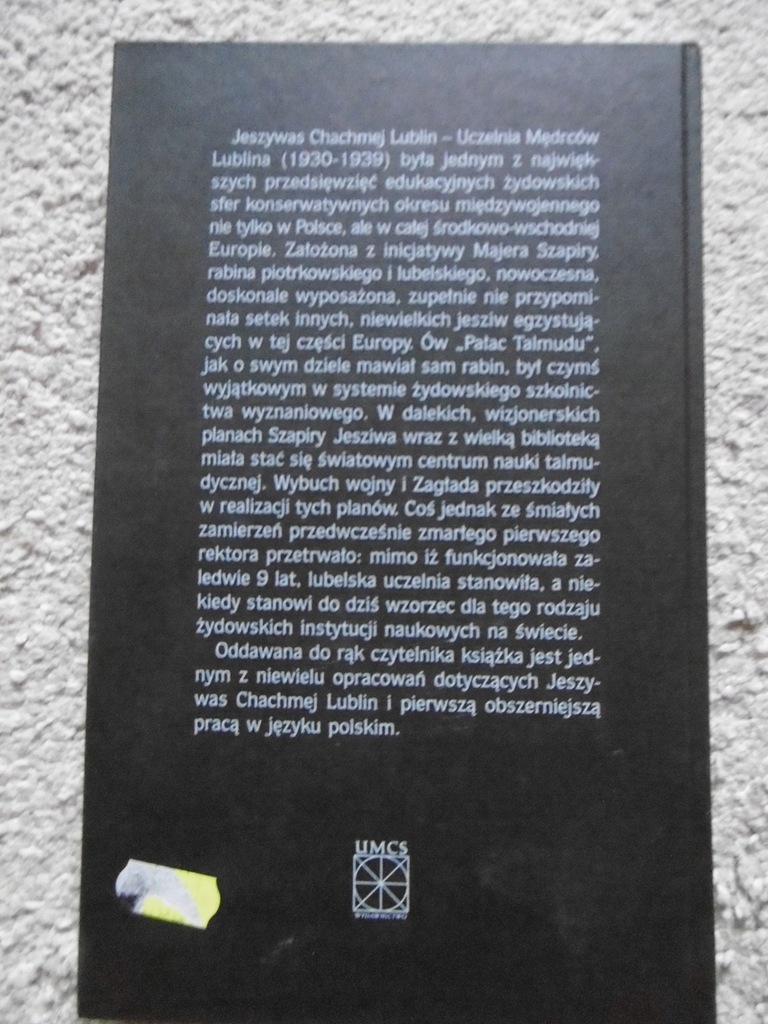 Jeszywas Chachmej Lublin – Uczelnia Mędrców
Lublina (1930-1939) była jednym z najwięk-
szych przedsięwzięć edukacyjnych żydowskich
sfer konserwatywnych okresu międzywojennego
nie tylko w Polsce, ale w całej środkowo-wschodniej
Europie. Założona z inicjatywy Majera Szapiry,
rabina piotrkowskiego i lubelskiego, nowoczesna,
doskonale wyposażona, zupełnie nie przypomi-
nała setek innych, niewielkich jesziw egzystują-
cych w tej części Europy. Ów „Pałac Talmudu",
jak o swym dziele mawiał sam rabin, był czymś
wyjątkowym w systemie żydowskiego szkolnic-
twa wyznaniowego. W dalekich, wizjonerskich
planach Szapiry Jesziwa wraz z wielką biblioteką
miała stać się światowym centrum nauki talmu-
dycznej. Wybuch wojny i Zagłada przeszkodziły
w realizacji tych planów. Coś jednak ze śmiałych
zamierzeń przedwcześnie zmarłego pierwszego
rektora przetrwało: mimo iż funkcjonowała za-
ledwie 9 lat, lubelska uczelnia stanowiła, a nie-
kiedy stanowi do dziś wzorzec dla tego rodzaju
żydowskich instytucji naukowych na świecie.
Oddawana do rąk czytelnika książka jest jed-
nym z niewielu opracowań dotyczących Jeszy-
was Chachmej Lublin i pierwszą obszerniejszą
pracą w języku polskim.
UMCS
WYDAWNICTWO